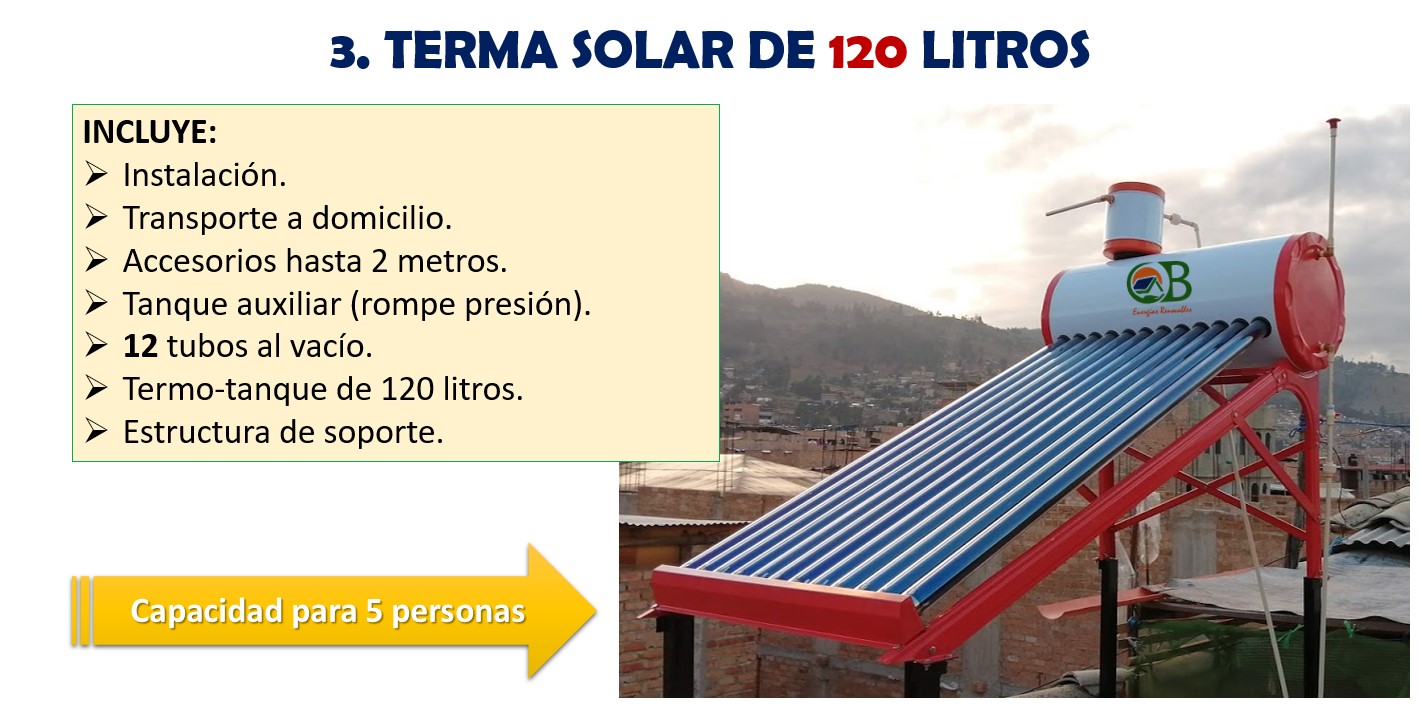 3. TERMA SOLAR DE 120 LITROS
INCLUYE:
➢ Instalación.
➢ Transporte a domicilio.
➢ Accesorios hasta 2 metros.
➢ Tanque auxiliar (rompe presión).
➢ 12 tubos al vacío.
➢ Termo-tanque de 120 litros.
➢ Estructura de soporte.
QB
Energías Renovables
Capacidad para 5 personas